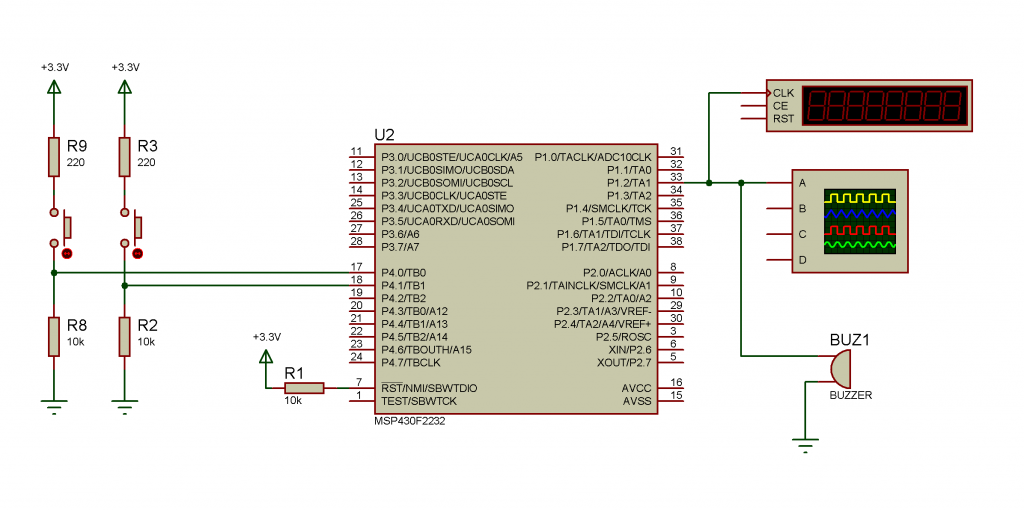 +3.3V
+3.3V
R9
220
R3
220
R8
10k
R2
10k
+3.3V
R1
10k
U2
11 P3.0/UCB0STE/UCA0CLK/A5
12 P3.1/UCB0SIMO/UCB0SDA
13 P3.2/UCB0SOMI/UCB0SCL
14 P3.3/UCB0CLK/UCA0STE
25 P3.4/UCA0TXD/UCA0SIMO
26 P3.5/UCA0RXD/UCA0SOMI
27 P3.6/A6
28 P3.7/A7
17 P4.0/TB0
18 P4.1/TB1
19 P4.2/TB2
20 P4.3/TB0/A12
21 P4.4/TB1/A13
22 P4.5/TB2/A14
23 P4.6/TBOUTH/A15
24 P4.7/TBCLK
7 RST/NMI/SBWTDIO
1 TEST/SBWTCK
P1.0/TACLK/ADC10CLK 31
P1.1/TA0 32
P1.2/TA1 33
P1.3/TA2 34
P1.4/SMCLK/TCK 35
P1.5/TA0/TMS 36
P1.6/TA1/TDI/TCLK 37
P1.7/TA2/TDO/TDI 38
P2.0/ACLK/A0 8
P2.1/TAINCLK/SMCLK/A1 9
P2.2/TA0/A2 10
P2.3/TA1/A3/VREF- 29
P2.4/TA2/A4/VREF+ 30
P2.5/ROSC 3
XIN/P2.6 6
XOUT/P2.7 5
AVCC 16
AVSS 15
MSP430F2232
CLK
CE
RST
A
B
C
D
BUZ1
BUZZER